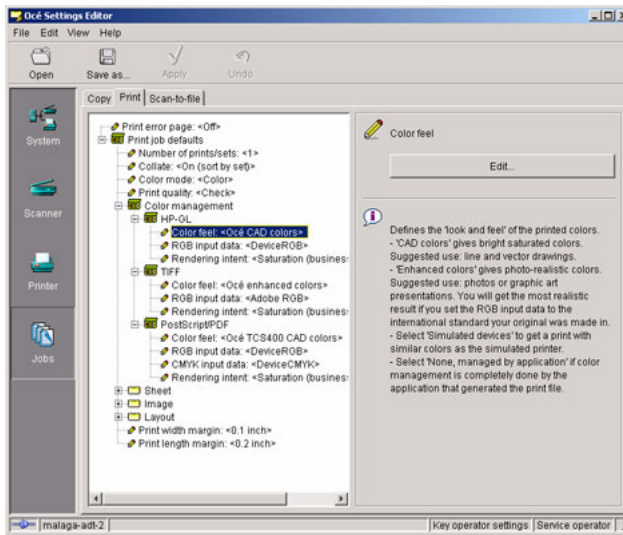 Océ Settings Editor
File Edit View Help
Open Save as... Apply Undo
System
Scanner
Printer
Jobs
Copy Print Scan-to-file
Print error page: <Off>
Print job defaults
Number of prints/sets: <1>
Collate: <On (sort by set)>
Color mode: <Color>
Print quality: <Check>
Color management
HP-GL
Color feel: <Océ CAD colors>
RGB input data: <DeviceRGB>
Rendering intent: <Saturation (busines
TIFF
Color feel: <Océ enhanced colors>
RGB input data: <Adobe RGB>
Rendering intent: <Saturation (busines
PostScript/PDF
Color feel: <Océ TCS400 CAD colors>
RGB input data: <DeviceRGB>
CMYK input data: <DeviceCMYK>
Rendering intent: <Saturation (busines
Sheet
Image
Layout
Print width margin: <0.1 inch>
Print length margin: <0.2 inch>
Color feel
Edit...
Defines the 'look and feel' of the printed colors.
- 'CAD colors' gives bright saturated colors.
Suggested use: line and vector drawings.
- 'Enhanced colors' gives photo-realistic colors.
Suggested use: photos or graphic art
presentations. You will get the most realistic
result if you set the RGB input data to the
international standard your original was made in.
- Select 'Simulated devices' to get a print with
similar colors as the simulated printer.
- Select 'None, managed by application' if color
management is completely done by the
application that generated the print file.
malaga-adt-2 Key operator settings Service operator